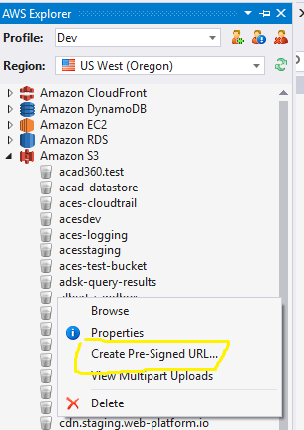 AWS Explorer
Profile: Dev
Region: US West (Oregon)
Amazon CloudFront
Amazon DynamoDB
Amazon EC2
Amazon RDS
Amazon S3
acad360.test
acad-datastore
aces-cloudtrail
acesdev
aces-logging
acesstaging
aces-test-bucket
adsk-query-results
Browse
Properties
Create Pre-Signed URL...
View Multipart Uploads
Delete
cdn.staging.web-platform.io